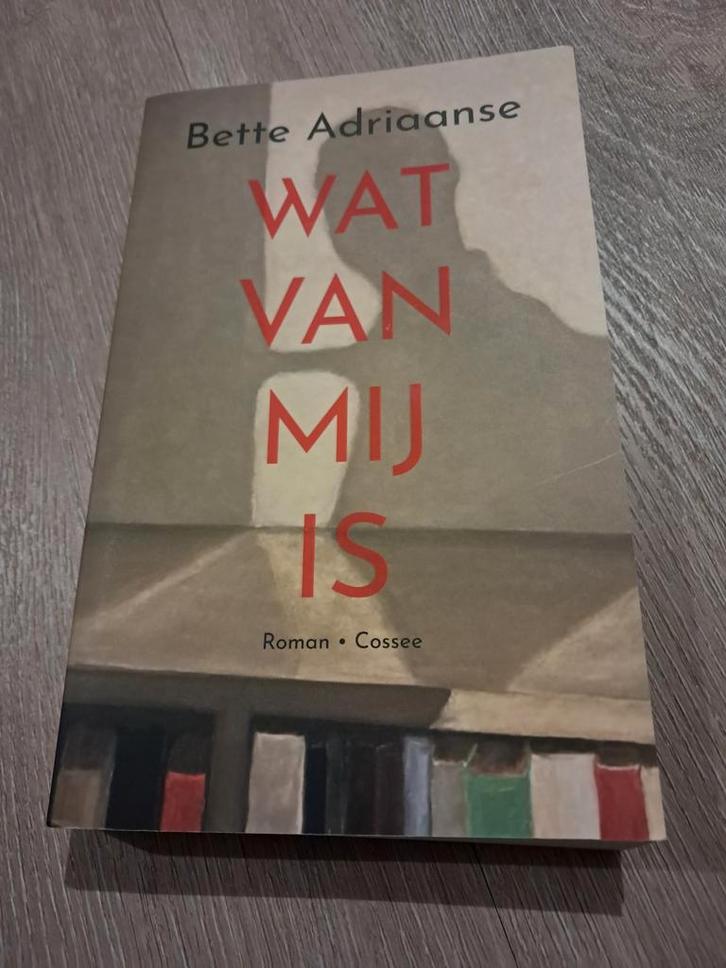 Bette Adriaanse
WAT
VAN
MIJ
IS
Roman • Cossee